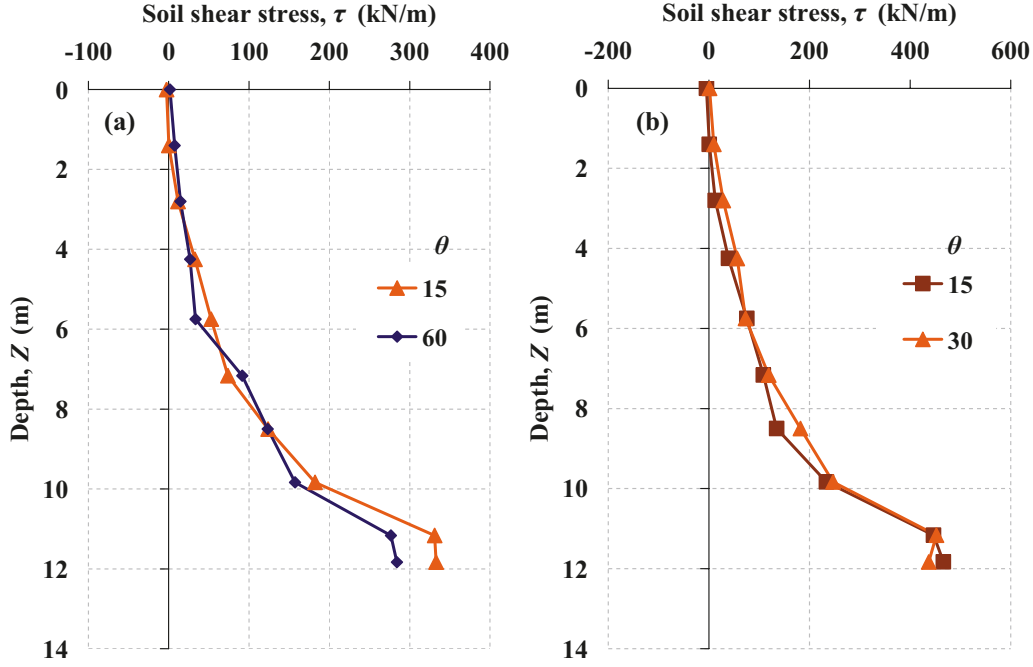 Soil shear stress, τ (kN/m)
-100 0 100 200 300 400
(a)
0
2
4
6
8
10
12
14
Depth, Z (m)
θ
15
60
Soil shear stress, τ (kN/m)
-200 0 200 400 600
(b)
0
2
4
6
8
10
12
14
Depth, Z (m)
θ
15
30